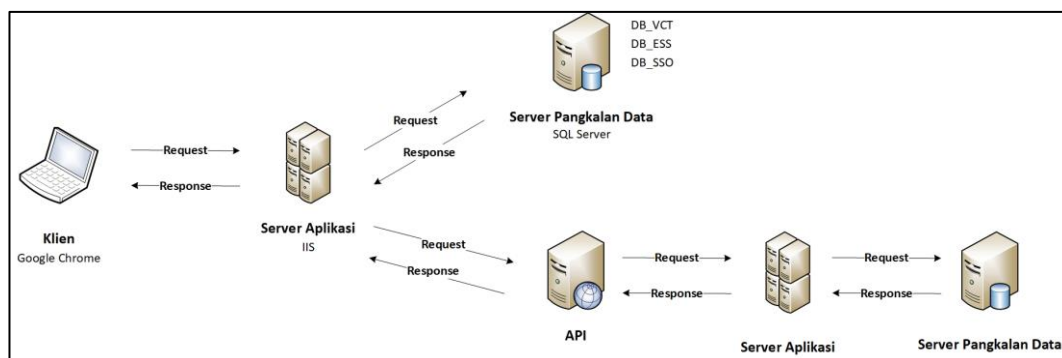 DB_VCT
DB_ESS
DB_SSO
Server Pangkalan Data
SQL Server
Request
Response
Request
Response
Klien
Google Chrome
Server Aplikasi
IIS
Request
Response
Request
Response
Request
Response
API
Server Aplikasi
Server Pangkalan Data